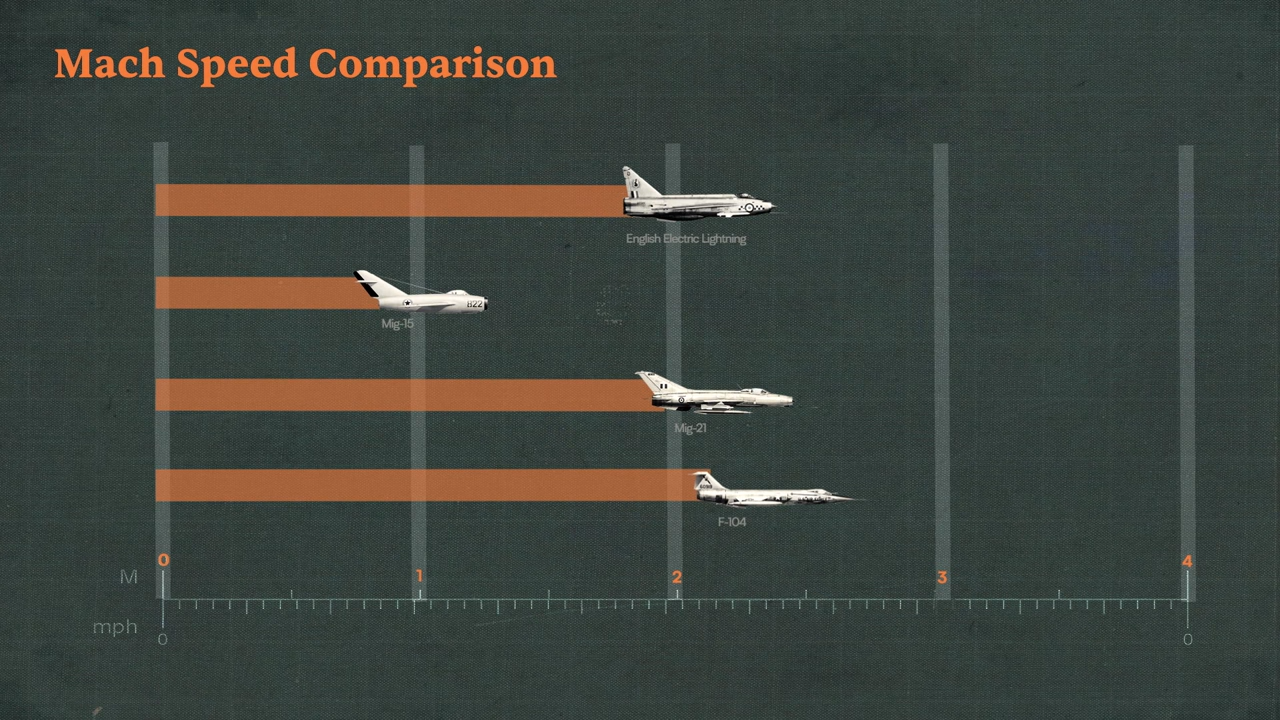 Mach Speed Comparison
English Electric Lightning
822
Mig-15
Mig-21
F-104
0
1
2
3
4
M
mph
0
0